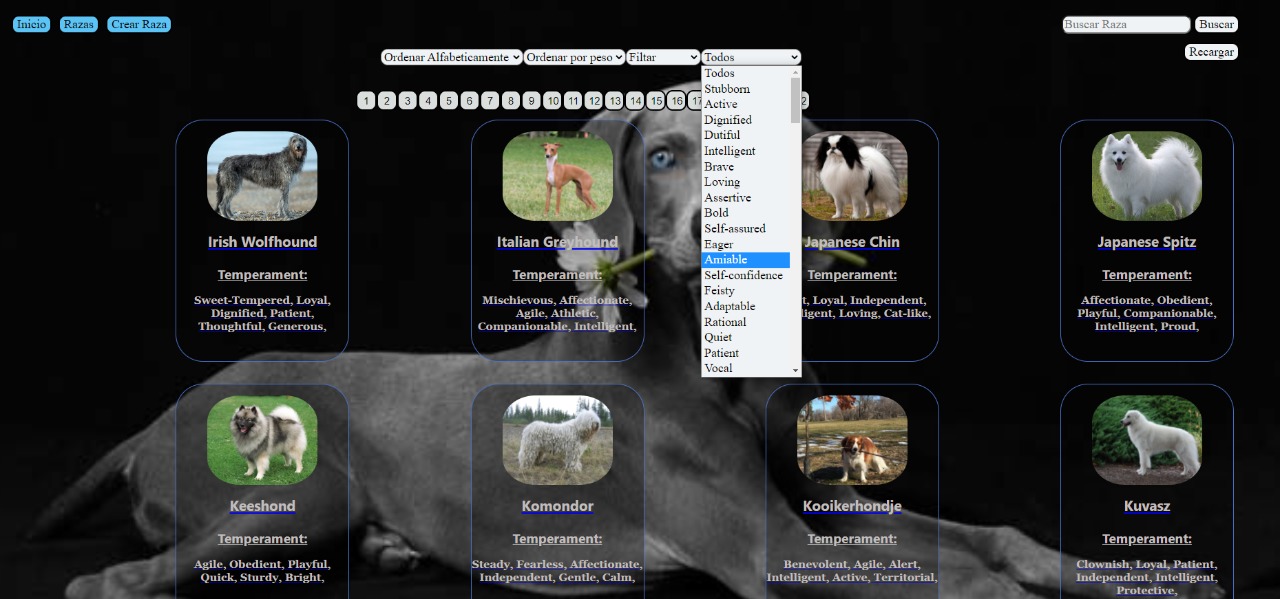 Inicio Razas Crear Raza Buscar Raza Buscar
Recargar
Ordenar Alfabeticamente Ordenar por peso Filtrar Todos
Todos
Stubborn
Active
Dignified
Dutiful
Intelligent
Brave
Loving
Assertive
Bold
Self-assured
Eager
Amiable
Self-confidence
Feisty
Adaptable
Rational
Quiet
Patient
Vocal
1 2 3 4 5 6 7 8 9 10 11 12 13 14 15 16 17
Irish Wolfhound
Temperament:
Sweet-Tempered, Loyal,
Dignified, Patient,
Thoughtful, Generous,
Italian Greyhound
Temperament:
Mischievous, Affectionate,
Agile, Athletic,
Companionable, Intelligent,
Japanese Chin
Temperament:
Loyal, Independent,
Loving, Cat-like,
Japanese Spitz
Temperament:
Affectionate, Obedient,
Playful, Companionable,
Intelligent, Proud,
Keeshond
Temperament:
Agile, Obedient, Playful,
Quick, Sturdy, Bright,
Komondor
Temperament:
Steady, Fearless, Affectionate,
Independent, Gentle, Calm,
Kooikerhondje
Temperament:
Benevolent, Agile, Alert,
Intelligent, Active, Territorial,
Kuvasz
Temperament:
Clownish, Loyal, Patient,
Independent, Intelligent,
Protective,